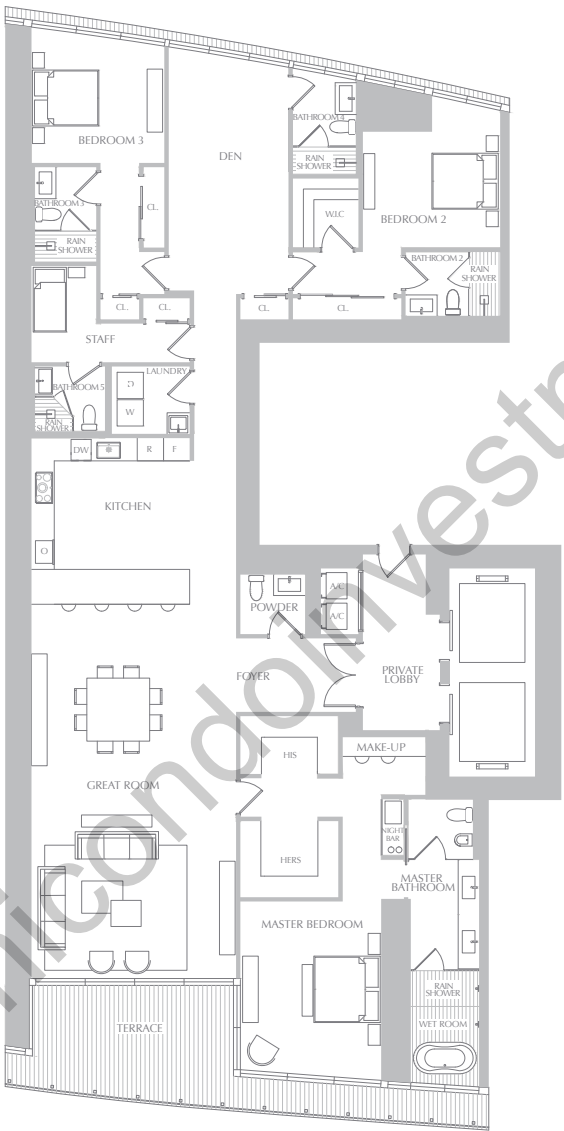 BEDROOM 3
DEN
BATHROOM 4
RAIN
SHOWER
W.I.C
BEDROOM 2
BATHROOM 3
RAIN
SHOWER
CL.
BATHROOM 2
RAIN
SHOWER
CL.
CL.
CL.
CL.
STAFF
LAUNDRY
D
W
BATHROOM 5
RAIN
SHOWER
DW
R
F
KITCHEN
O
POWDER
A/C
A/C
FOYER
PRIVATE
LOBBY
MAKE-UP
HIS
GREAT ROOM
NIGHT
BAR
HERS
MASTER
BATHROOM
MASTER BEDROOM
RAIN
SHOWER
WET ROOM
TERRACE
nicondoinvestr